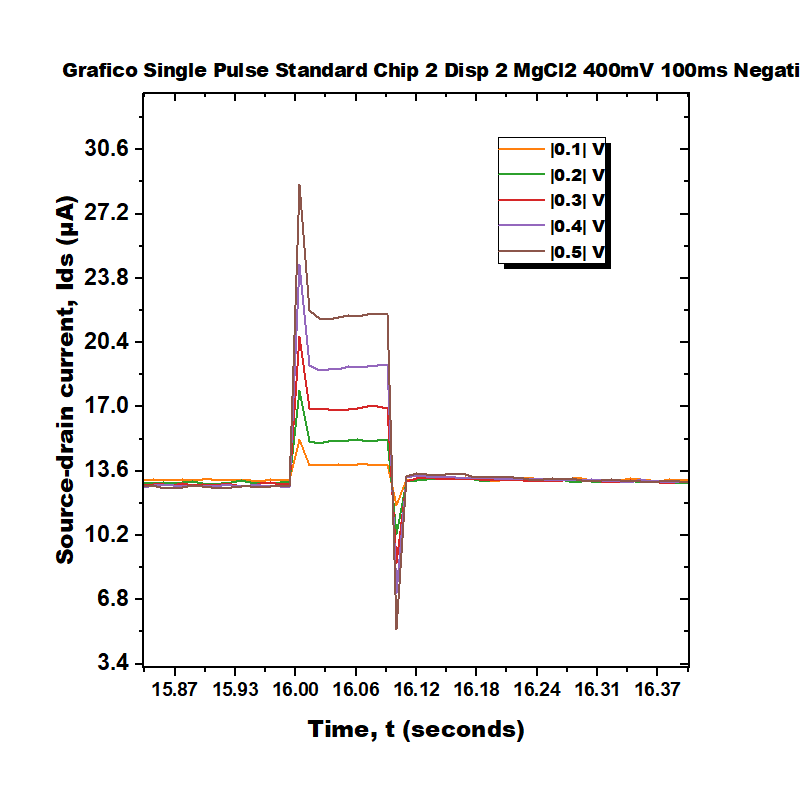 Grafico Single Pulse Standard Chip 2 Disp 2 MgCl2 400mV 100ms Negati
|0.1| V
|0.2| V
|0.3| V
|0.4| V
|0.5| V
Source-drain current, Ids (µA)
30.6
27.2
23.8
20.4
17.0
13.6
10.2
6.8
3.4
15.87 15.93 16.00 16.06 16.12 16.18 16.24 16.31 16.37
Time, t (seconds)